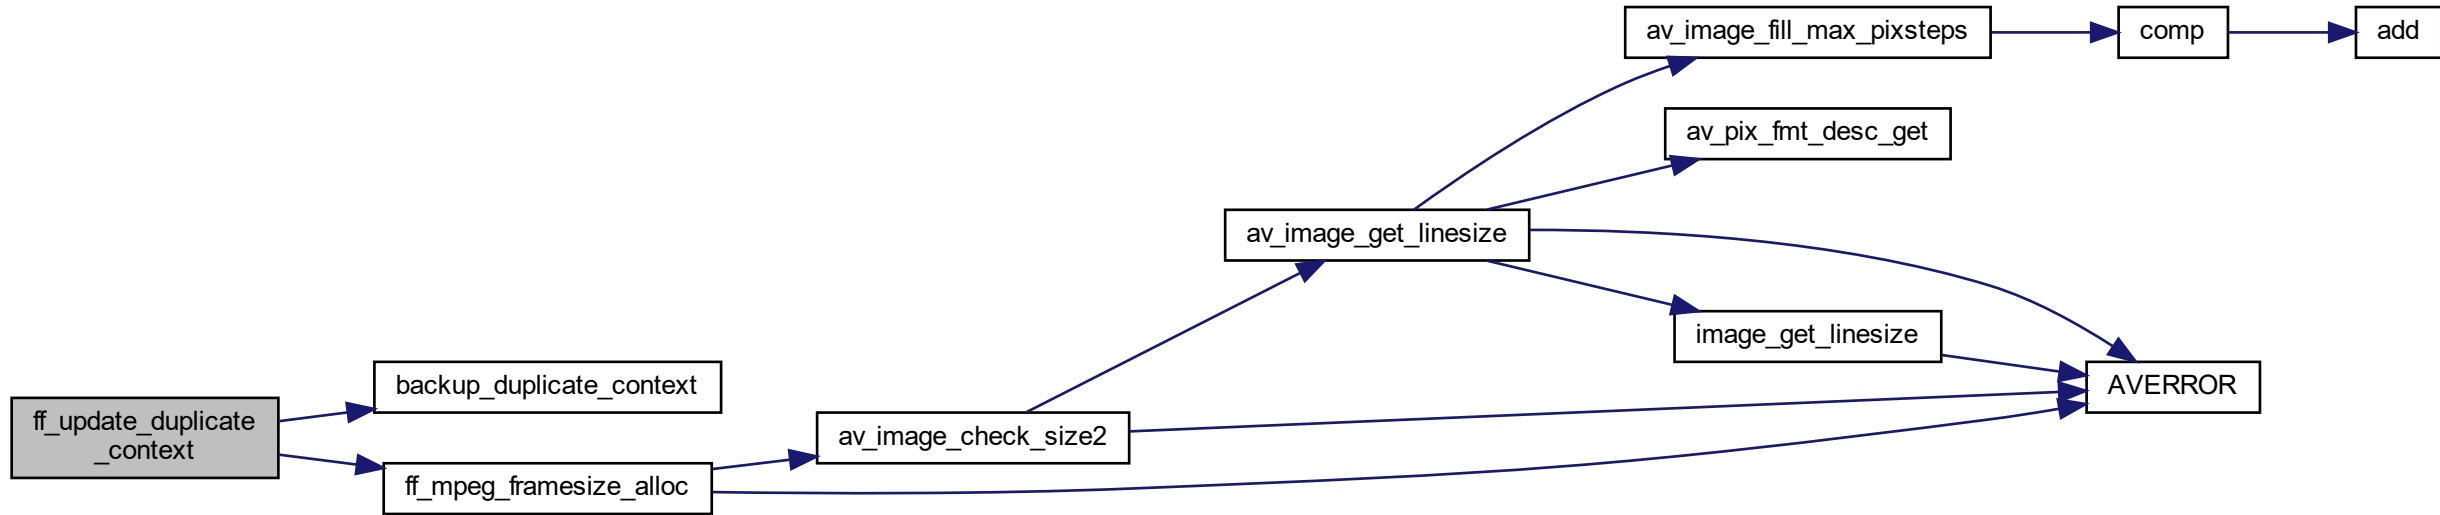 av_image_fill_max_pixsteps
comp
add
av_pix_fmt_desc_get
av_image_get_linesize
image_get_linesize
backup_duplicate_context
AVERROR
ff_update_duplicate
_context
av_image_check_size2
ff_mpeg_framesize_alloc